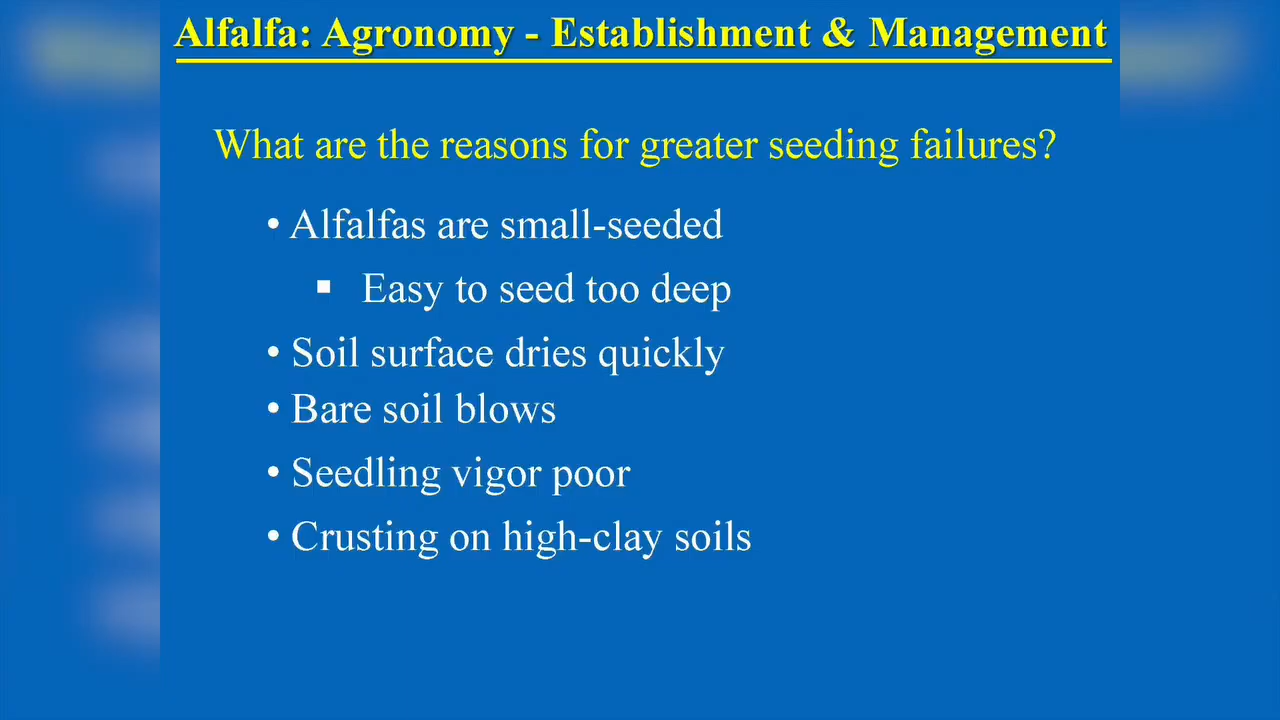 Alfalfa: Agronomy - Establishment & Management
What are the reasons for greater seeding failures?
• Alfalfas are small-seeded
▪ Easy to seed too deep
• Soil surface dries quickly
• Bare soil blows
• Seedling vigor poor
• Crusting on high-clay soils